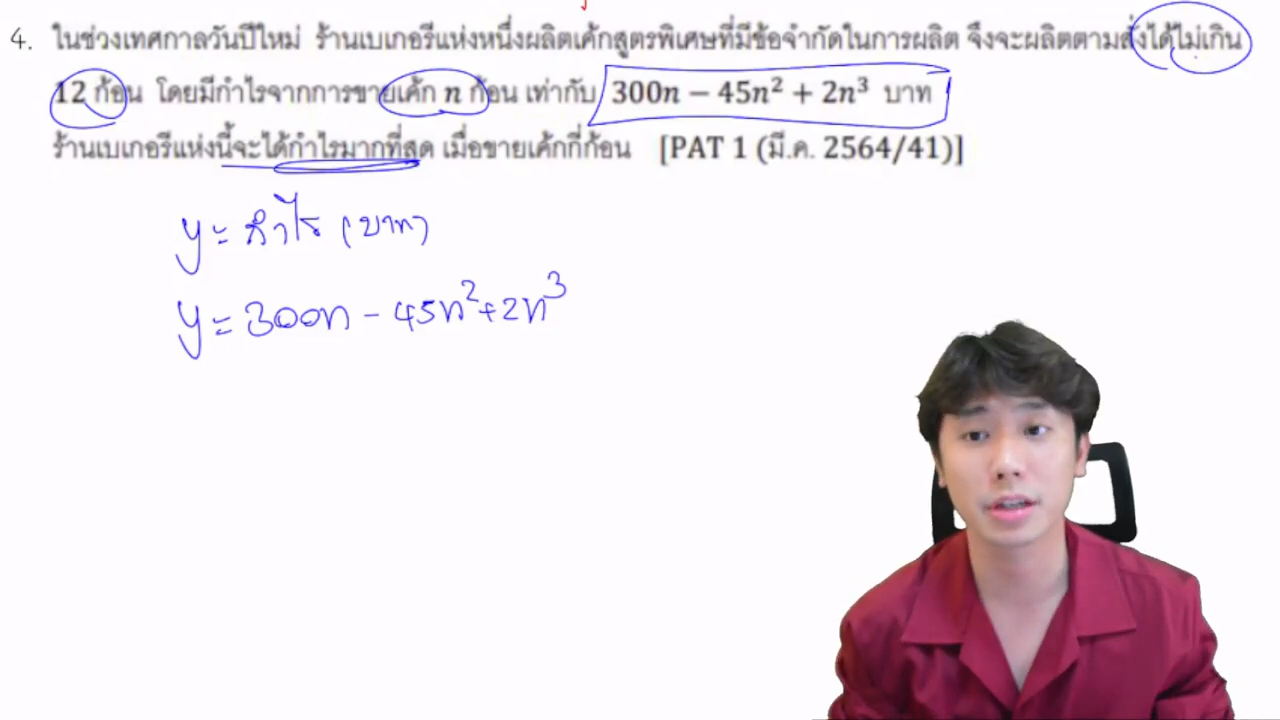 4. ในช่วงเทศกาลวันปีใหม่ ร้านเบเกอรีแห่งหนึ่งผลิตเค้กสูตรพิเศษที่มีข้อจำกัดในการผลิต จึงจะผลิตตามสั่งได้ไม่เกิน
12 ก้อน โดยมีกำไรจากการขายเค้ก n ก้อน เท่ากับ 300n − 45n² + 2n³ บาท
ร้านเบเกอรีแห่งนี้จะได้กำไรมากที่สุด เมื่อขายเค้กกี่ก้อน [PAT 1 (มี.ค. 2564/41)]
y = กำไร (บาท)
y = 300n − 45n² + 2n³